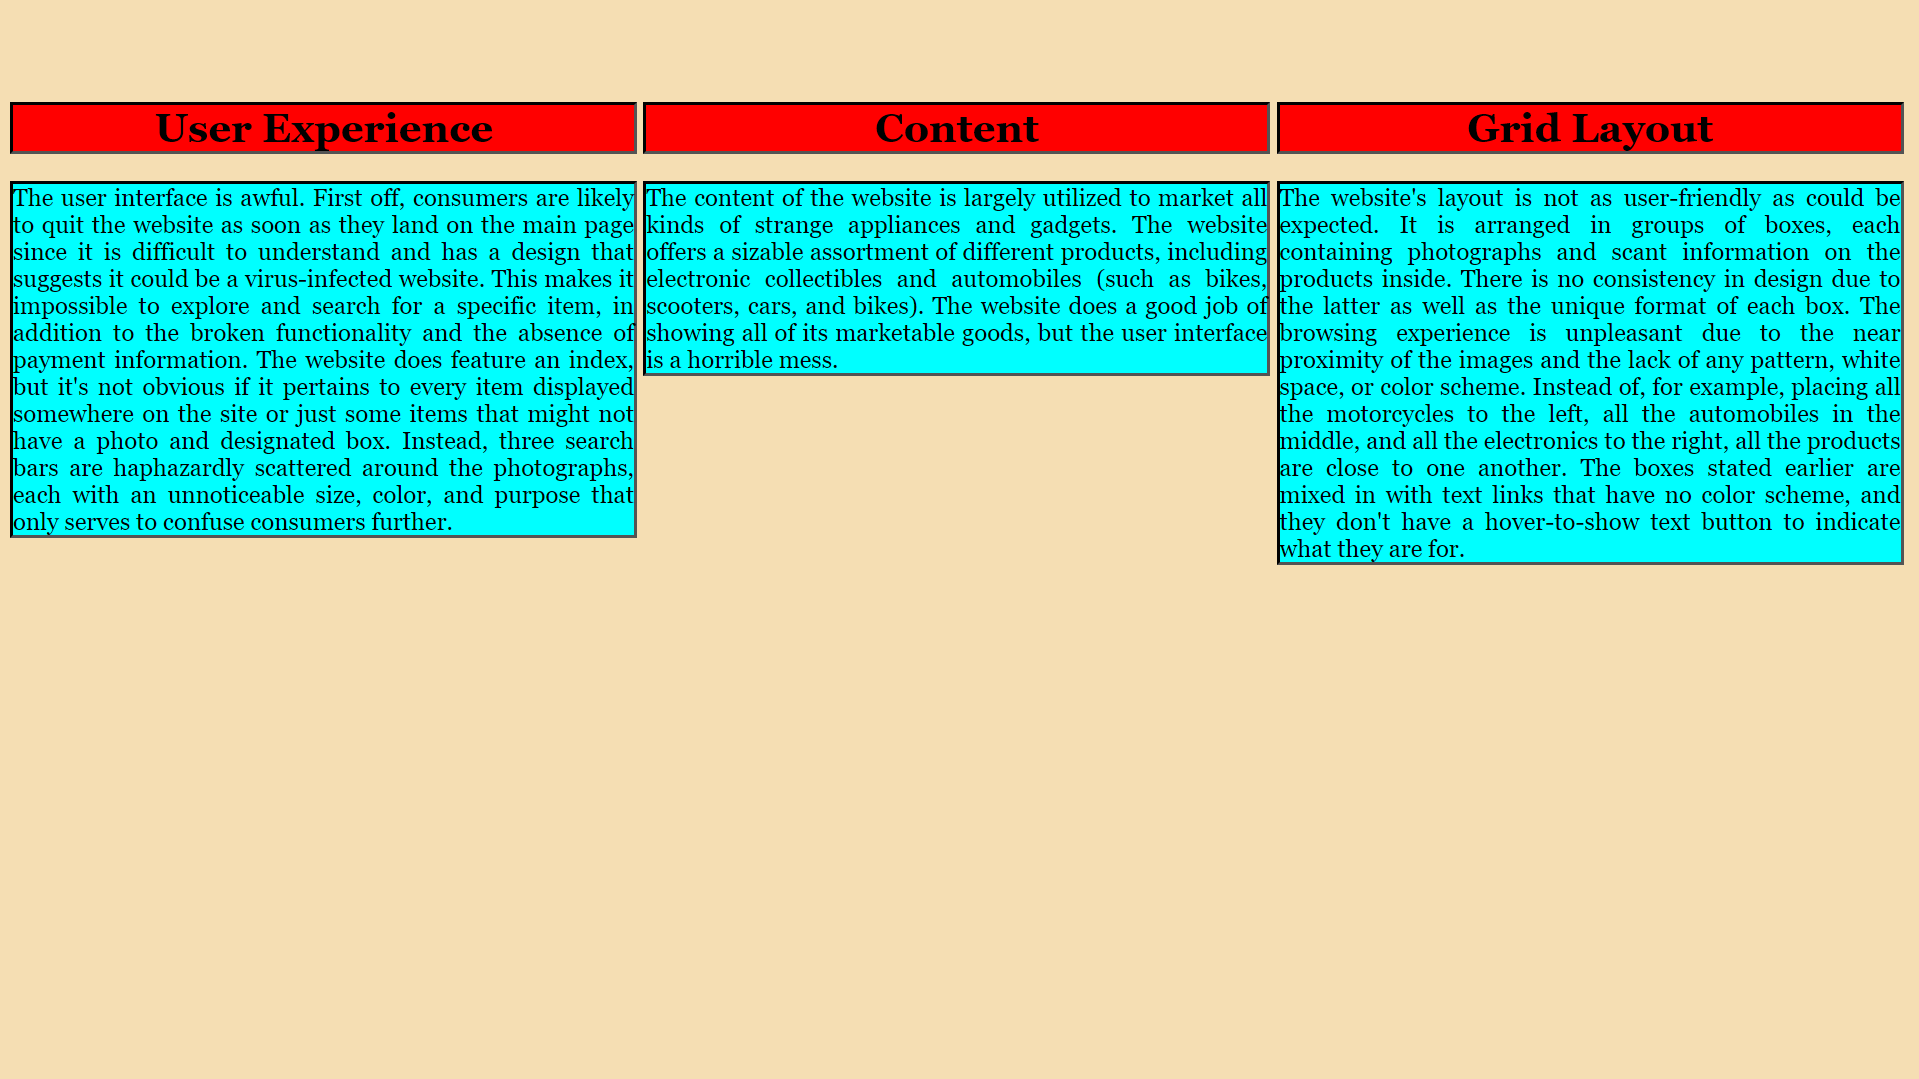 User Experience
The user interface is awful. First off, consumers are likely
to quit the website as soon as they land on the main page
since it is difficult to understand and has a design that
suggests it could be a virus-infected website. This makes it
impossible to explore and search for a specific item, in
addition to the broken functionality and the absence of
payment information. The website does feature an index,
but it's not obvious if it pertains to every item displayed
somewhere on the site or just some items that might not
have a photo and designated box. Instead, three search
bars are haphazardly scattered around the photographs,
each with an unnoticeable size, color, and purpose that
only serves to confuse consumers further.
Content
The content of the website is largely utilized to market all
kinds of strange appliances and gadgets. The website
offers a sizable assortment of different products, including
electronic collectibles and automobiles (such as bikes,
scooters, cars, and bikes). The website does a good job of
showing all of its marketable goods, but the user interface
is a horrible mess.
Grid Layout
The website's layout is not as user-friendly as could be
expected. It is arranged in groups of boxes, each
containing photographs and scant information on the
products inside. There is no consistency in design due to
the latter as well as the unique format of each box. The
browsing experience is unpleasant due to the near
proximity of the images and the lack of any pattern, white
space, or color scheme. Instead of, for example, placing all
the motorcycles to the left, all the automobiles in the
middle, and all the electronics to the right, all the products
are close to one another. The boxes stated earlier are
mixed in with text links that have no color scheme, and
they don't have a hover-to-show text button to indicate
what they are for.